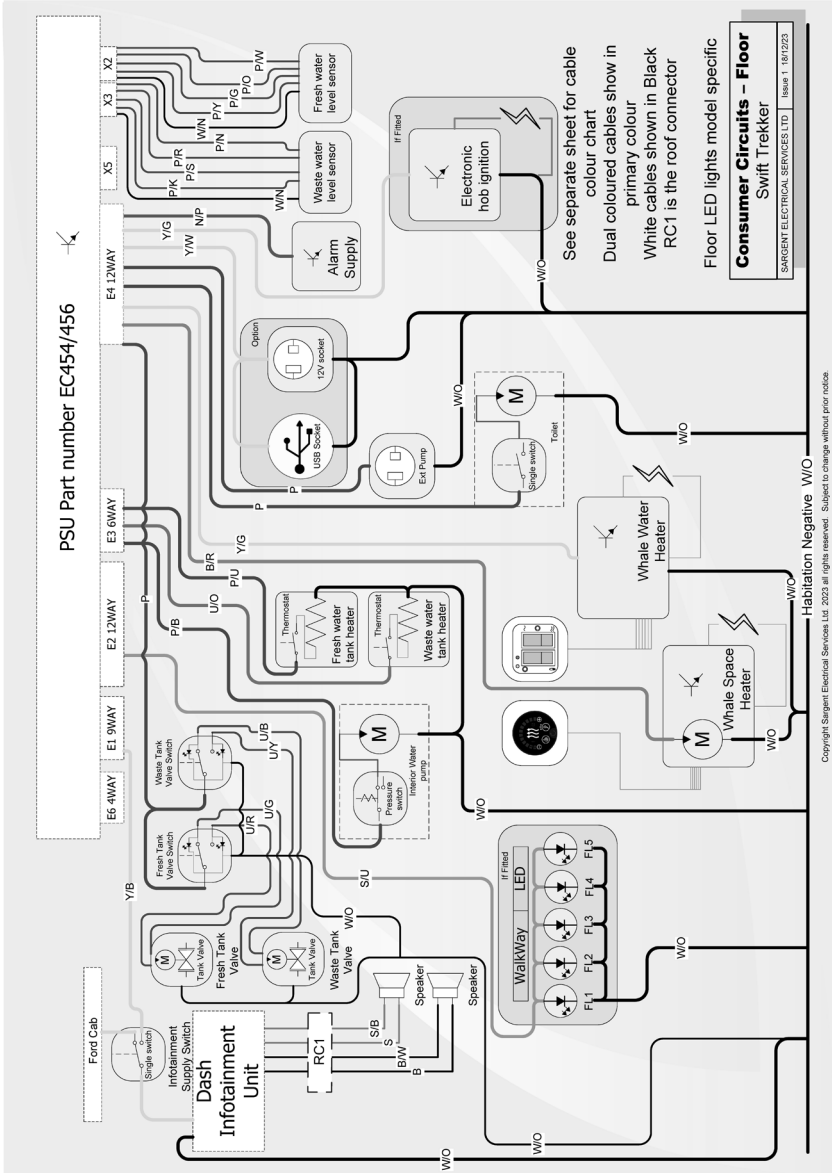 PSU Part number EC454/456
E6 4WAY
E1 9WAY
E2 12WAY
E3 6WAY
E4 12WAY
X5
X3
X2
Ford Cab
Single switch
Infotainment
Supply Switch
Dash
Infotainment
Unit
RC1
S/B
S
B/W
B
Speaker
Speaker
Y/B
Fresh Tank
Valve Switch
Waste Tank
Valve Switch
U/R
U/G
U/B
U/Y
M
Tank Valve
Fresh Tank
Valve
M
Tank Valve
Waste Tank
Valve
W/O
P
P/B
U/O
P/U
B/R
Y/G
S/U
Pressure
switch
M
Interior Water
pump
W/O
Thermostat
Fresh water
tank heater
Thermostat
Waste water
tank heater
Option
USB Socket
12V socket
P
P
Ext Pump
W/O
Single switch
M
Toilet
W/O
Y/G
Y/W
N/P
Alarm
Supply
P/K
P/S
P/R
P/N
W/N
W/N
P/Y
P/G
P/O
P/W
Waste water
level sensor
Fresh water
level sensor
If Fitted
Electronic
hob ignition
W/O
If Fitted
WalkWay
LED
FL1
FL2
FL3
FL4
FL5
W/O
Whale Water
Heater
W/O
Whale Space
Heater
M
W/O
W/O
W/O
Habitation Negative W/O
See separate sheet for cable
colour chart
Dual coloured cables show in
primary colour
White cables shown in Black
RC1 is the roof connector
Floor LED lights model specific
Consumer Circuits – Floor
Swift Trekker
SARGENT ELECTRICAL SERVICES LTD
Issue 1 18/12/23
Copyright Sargent Electrical Services Ltd. 2023 all rights reserved. Subject to change without prior notice.